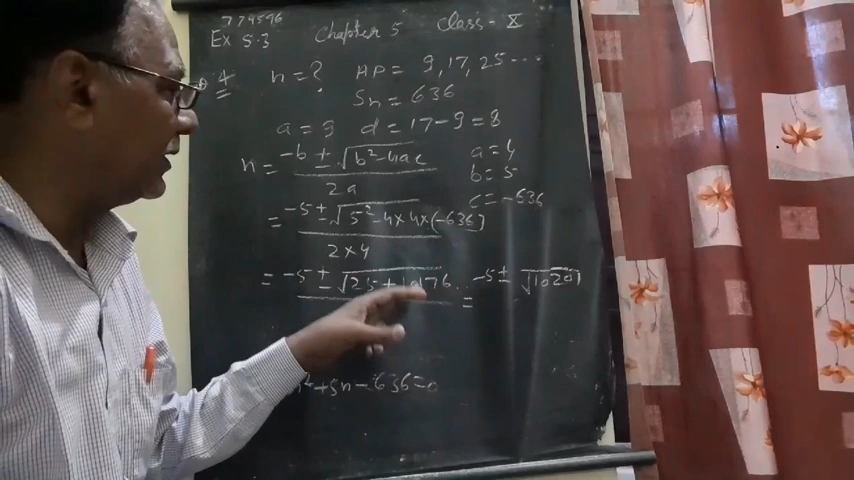 774596
Ex 5.3 Chapter 5 Class - X
4 n = ? AP = 9, 17, 25 ...
Sn = 636
a = 9 d = 17 - 9 = 8
n = -b ± √b² - 4ac a = 4
2a b = 5
c = -636
= -5 ± √5² - 4 × 4 × (-636)
2 × 4
= -5 ± √25 + 10176 = -5 ± √10201
n² + 5n - 636 = 0